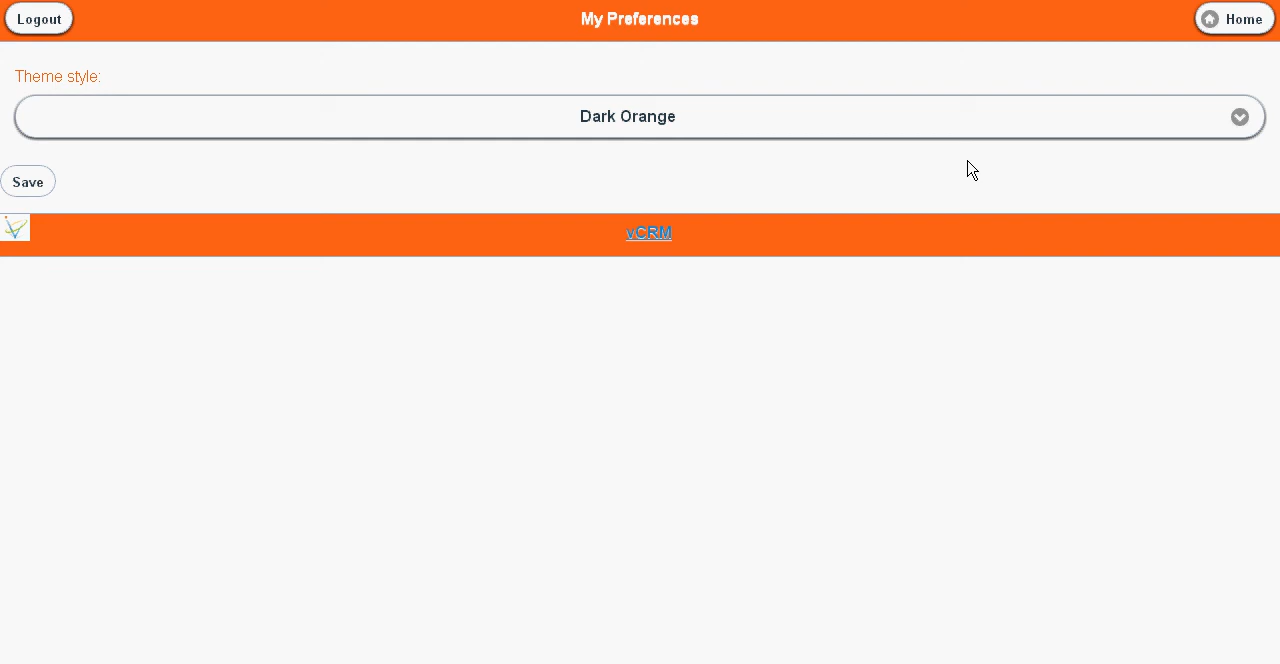 Logout
My Preferences
Home
Theme style:
Dark Orange
Save
vCRM